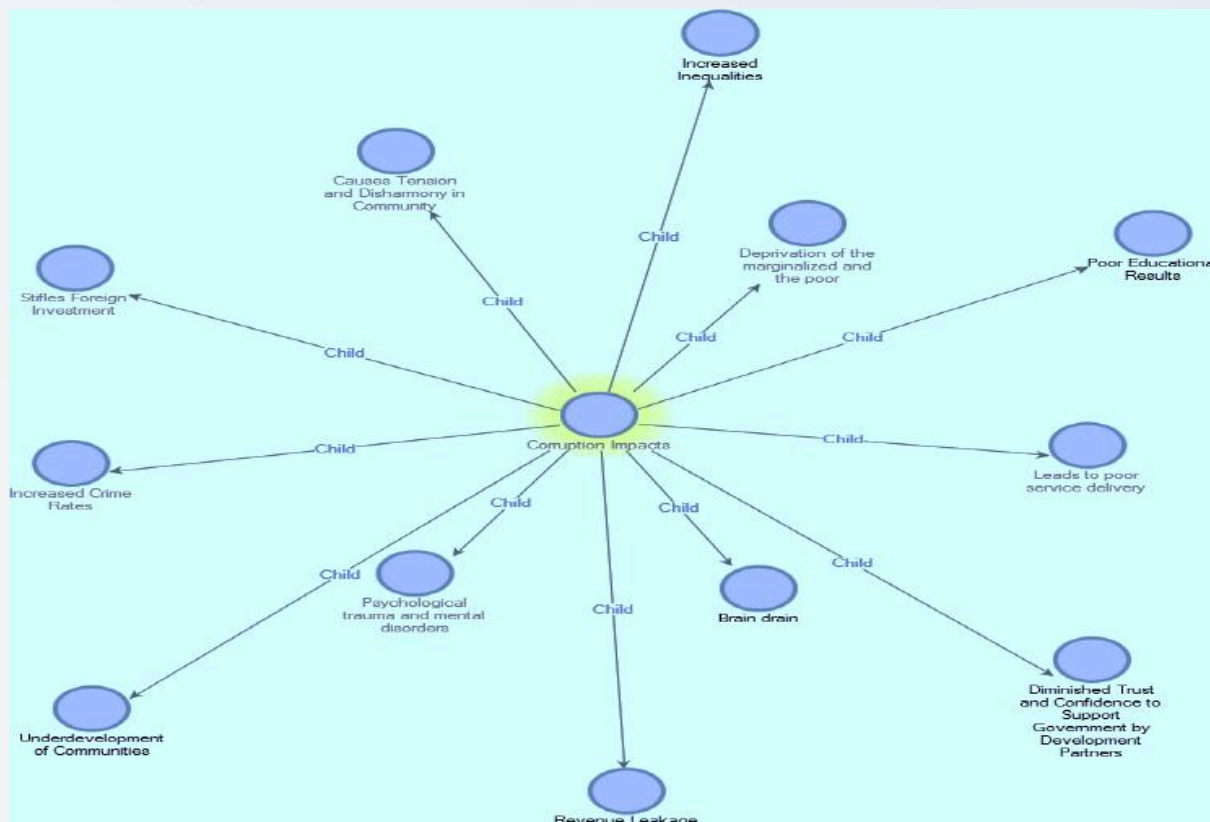 Increased
Inequalities
Causes Tension
and Disharmony in
Community
Child
Deprivation of the
marginalized and
the poor
Poor Educationa
Results
Stifles Foreign
Investment
Child
Child
Child
Child
Child
Corruption Impacts
Child
Leads to poor
service delivery
Child
Increased Crime
Rates
Child
Child
Child
Child
Psychological
trauma and mental
disorders
Child
Brain drain
Underdevelopment
of Communities
Diminished Trust
and Confidence to
Support
Government by
Development
Partners
Revenue Leakage